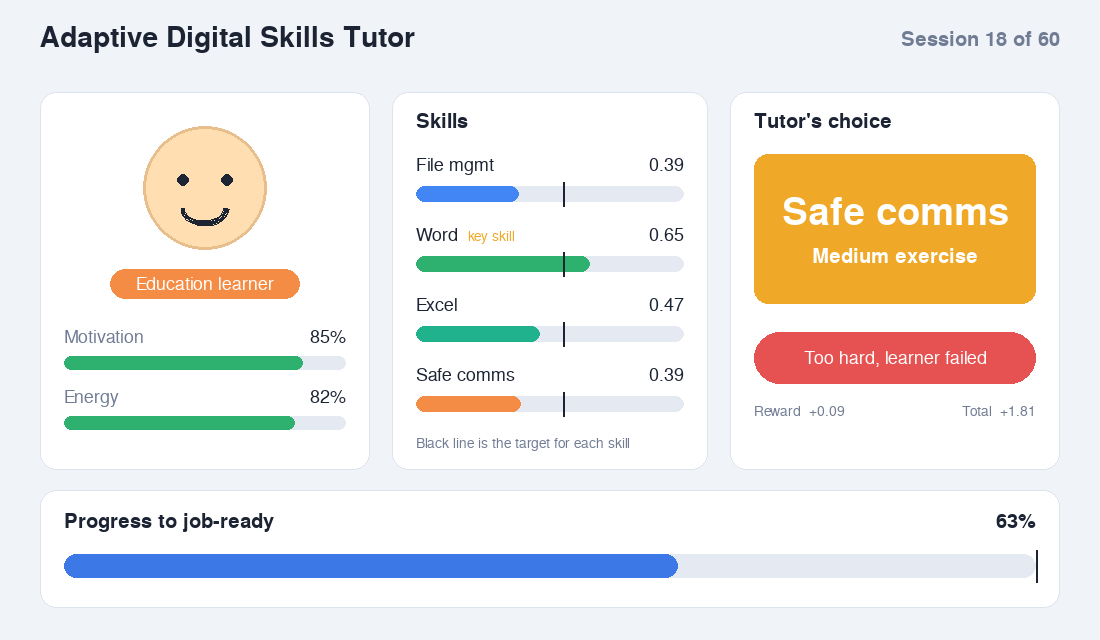 Adaptive Digital Skills Tutor
Session 18 of 60
Education learner
Motivation 85%
Energy 82%
Skills
File mgmt 0.39
Word key skill 0.65
Excel 0.47
Safe comms 0.39
Black line is the target for each skill
Tutor's choice
Safe comms
Medium exercise
Too hard, learner failed
Reward +0.09 Total +1.81
Progress to job-ready 63%